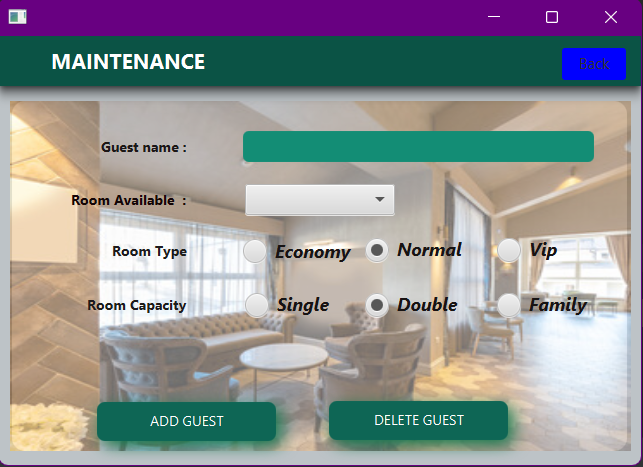 MAINTENANCE
Back
Guest name :
Room Available  :
Room Type
Economy Normal Vip
Room Capacity
Single Double Family
ADD GUEST
DELETE GUEST